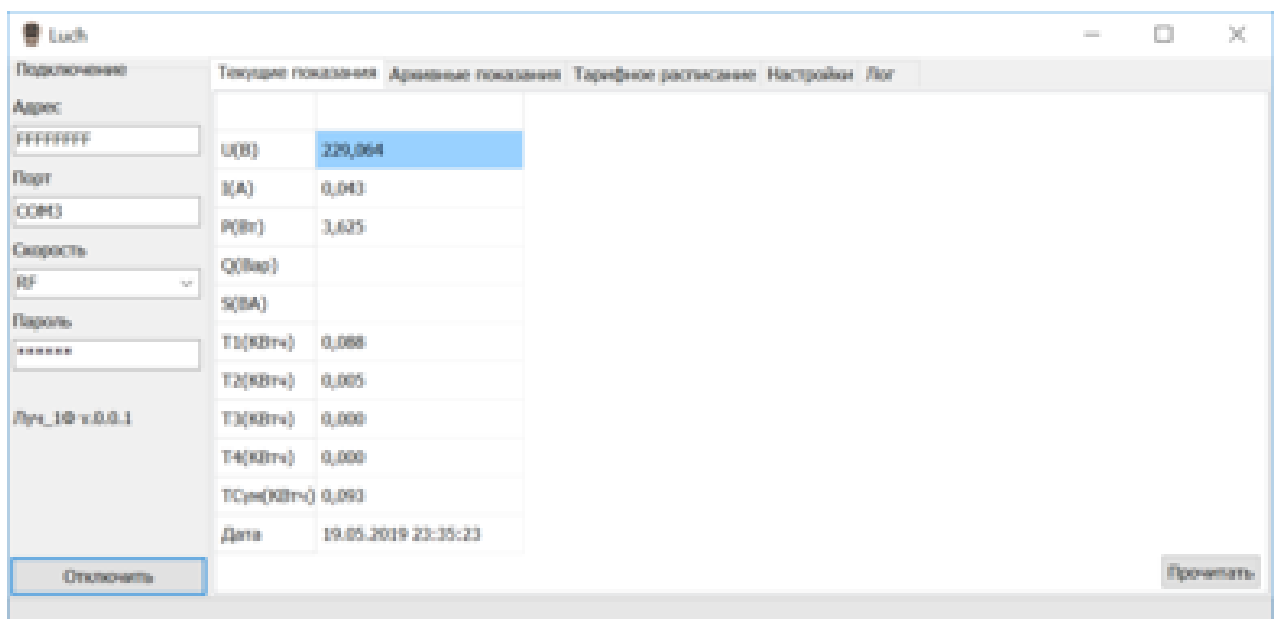 Luch
Подключение
Адрес
FFFFFFFF
Порт
COM3
Скорость
RF
Пароль
******
Луч_1Ф v.0.0.1
Отключить
Текущие показания Архивные показания Тарифное расписание Настройки Лог
U(В) 229,064
I(А) 0,043
P(Вт) 3,625
Q(Вар)
S(ВА)
T1(КВтч) 0,088
T2(КВтч) 0,005
T3(КВтч) 0,000
T4(КВтч) 0,000
TСум(КВтч) 0,093
Дата 19.05.2019 23:35:23
Прочитать